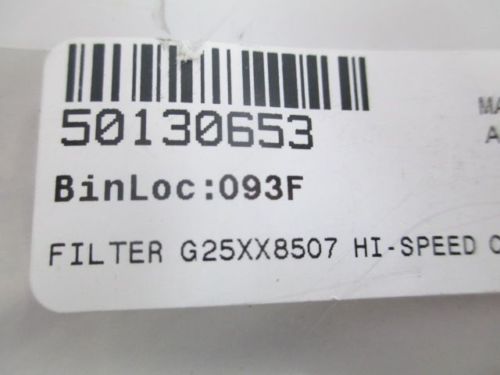 50130653
BinLoc:093F
FILTER G25XX8507 HI-SPEED